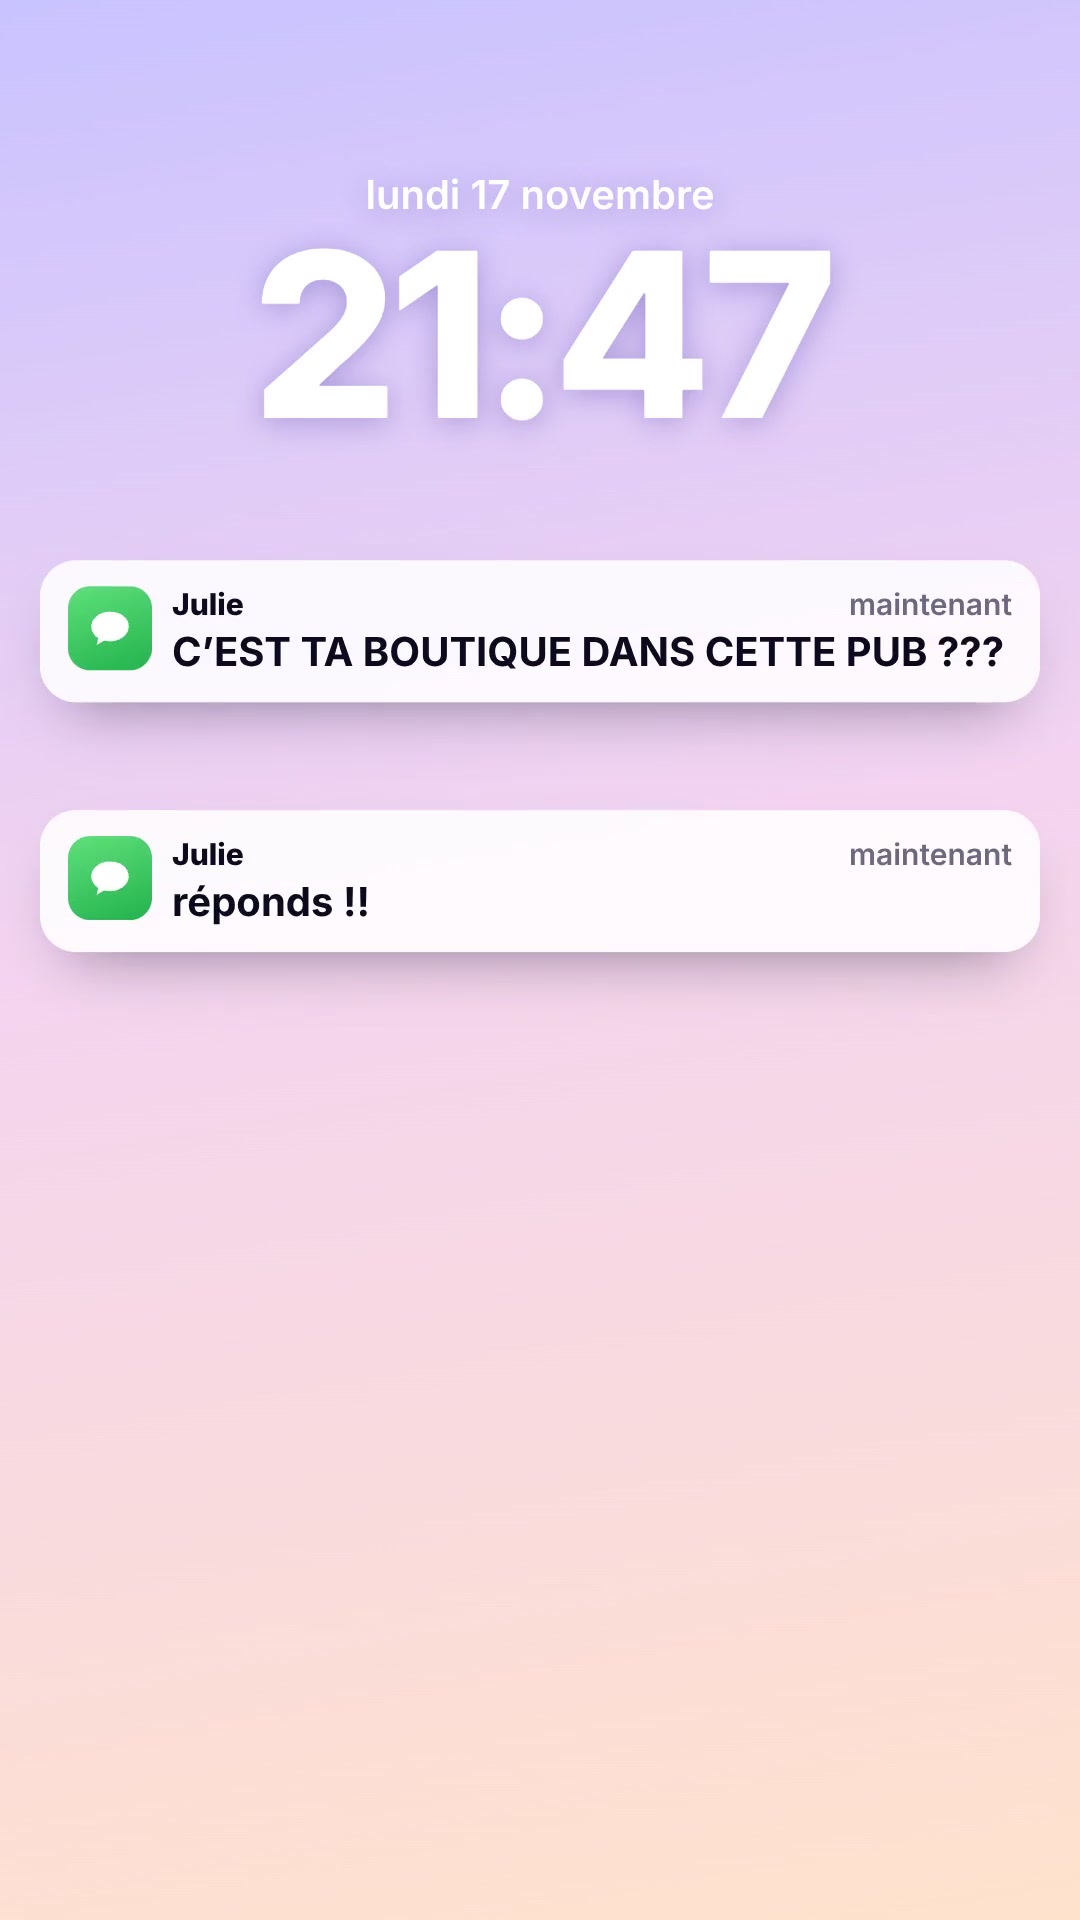 lundi 17 novembre
21:47
Julie
maintenant
C’EST TA BOUTIQUE DANS CETTE PUB ???
Julie
maintenant
réponds !!